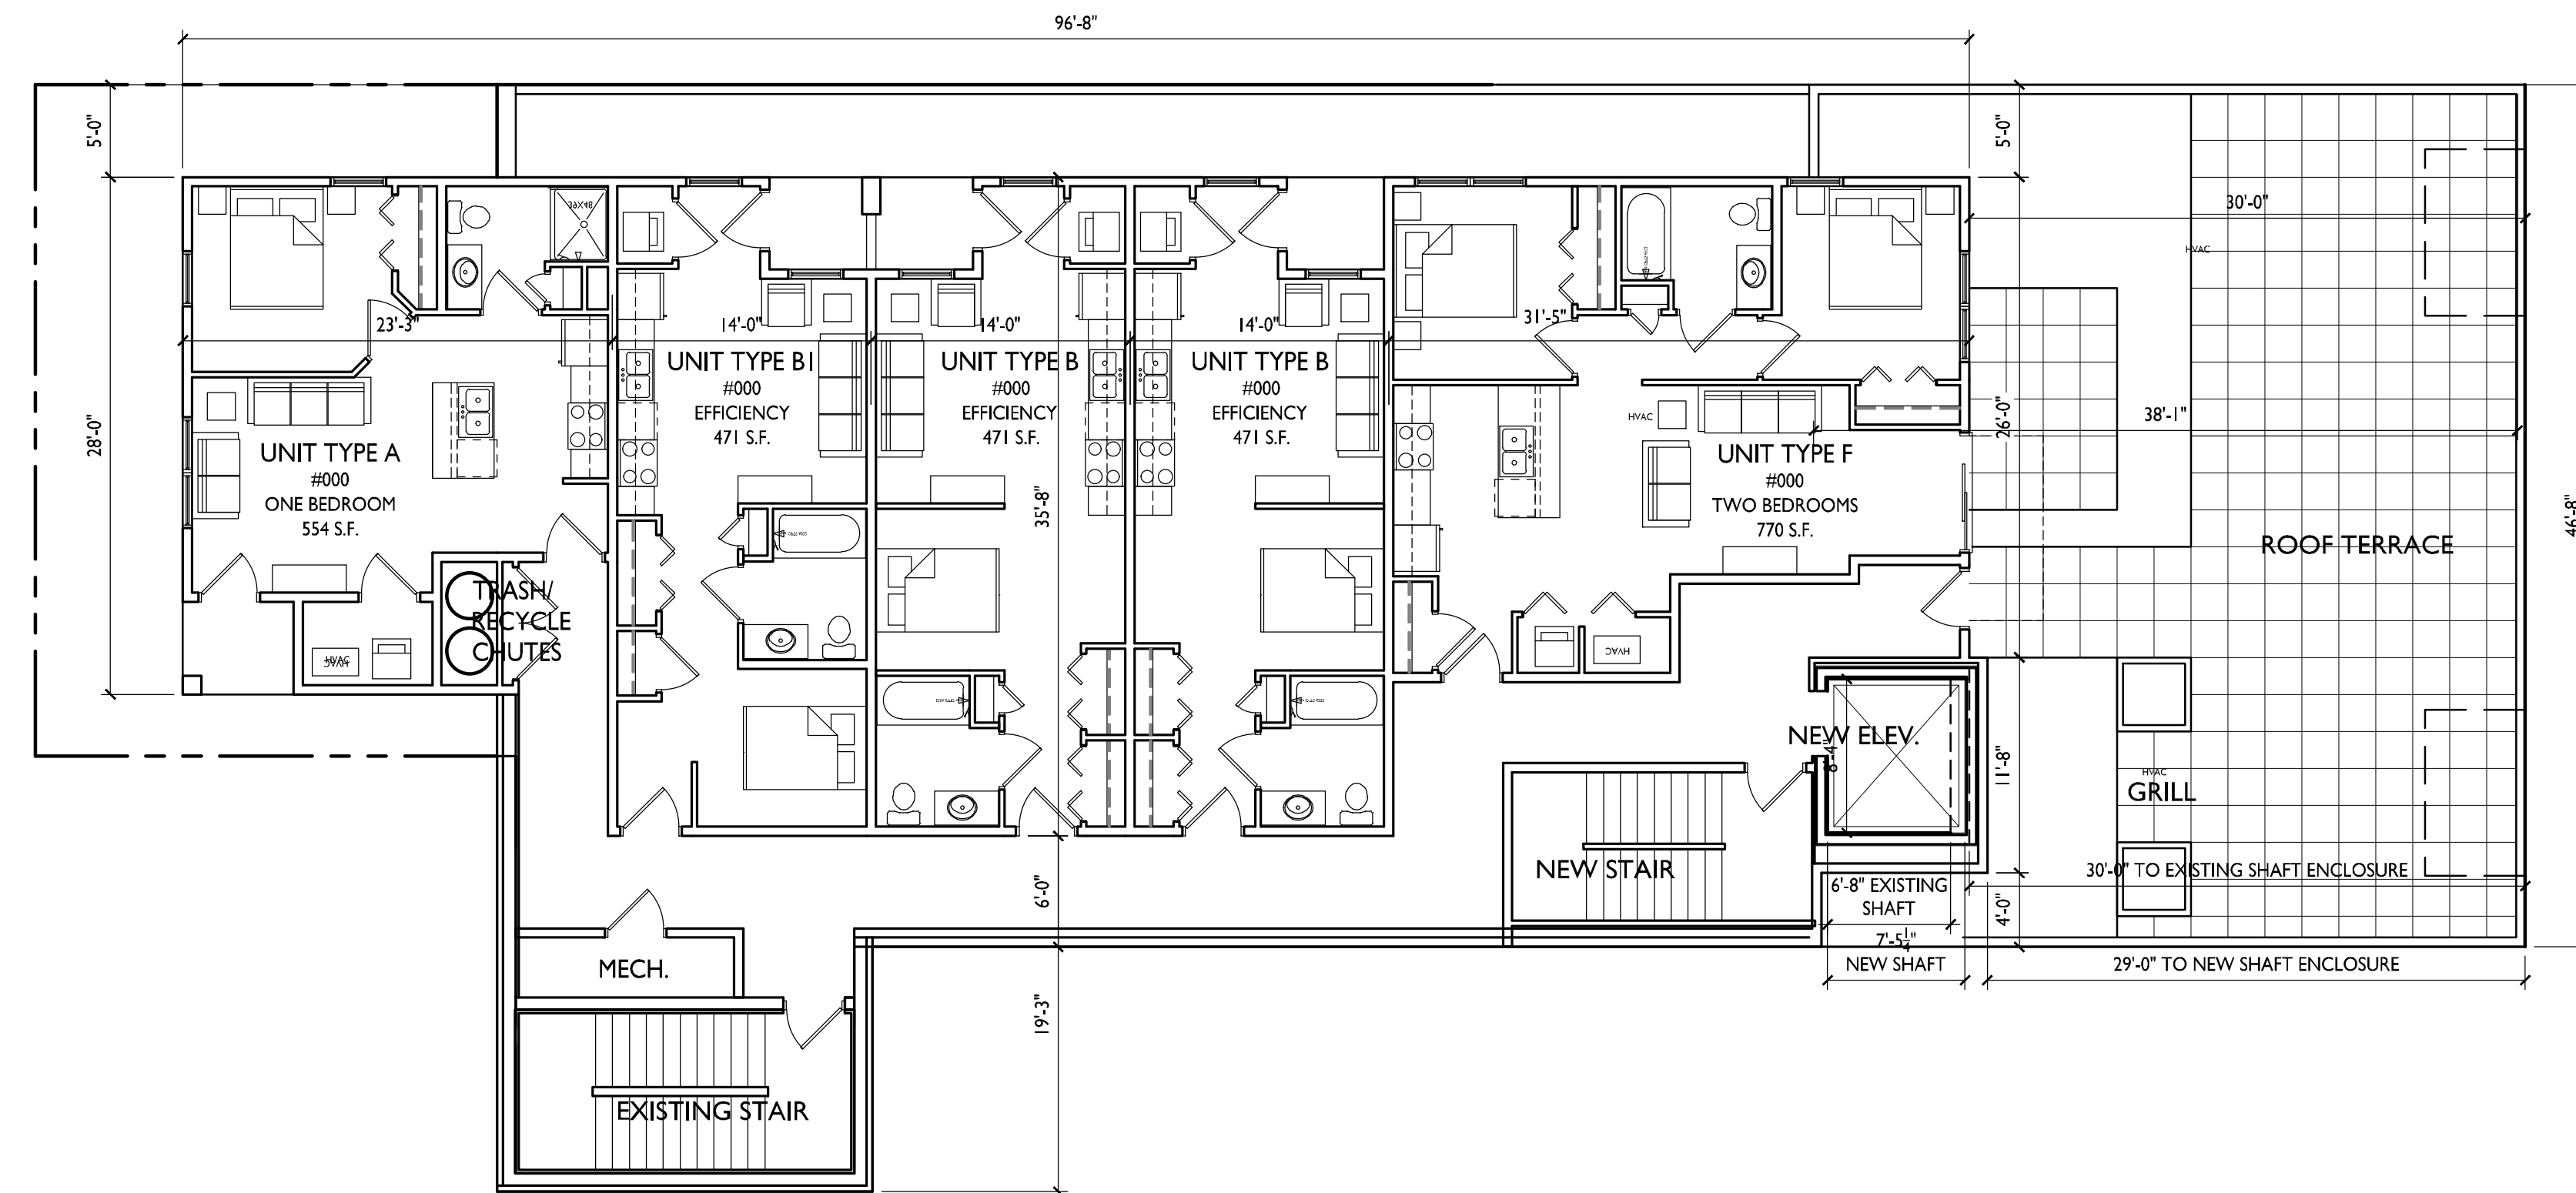 96'-8"
5'-0"
5'-0"
36X48
30'-0"
HVAC
23'-3"
14'-0"
14'-0"
14'-0"
31'-5"
UNIT TYPE B1
#000
EFFICIENCY
471 S.F.
UNIT TYPE B
#000
EFFICIENCY
471 S.F.
UNIT TYPE B
#000
EFFICIENCY
471 S.F.
28'-0"
UNIT TYPE A
#000
ONE BEDROOM
554 S.F.
HVAC
UNIT TYPE F
#000
TWO BEDROOMS
770 S.F.
26'-0"
38'-1"
35'-8"
46'-8"
ROOF TERRACE
TRASH/
RECYCLE
CHUTES
HVAC
HVAC
NEW ELEV.
8'-4"
11'-8"
HVAC
GRILL
NEW STAIR
6'-8" EXISTING
SHAFT
30'-0" TO EXISTING SHAFT ENCLOSURE
6'-0"
4'-0"
7'-5¼"
NEW SHAFT
29'-0" TO NEW SHAFT ENCLOSURE
MECH.
19'-3"
EXISTING STAIR